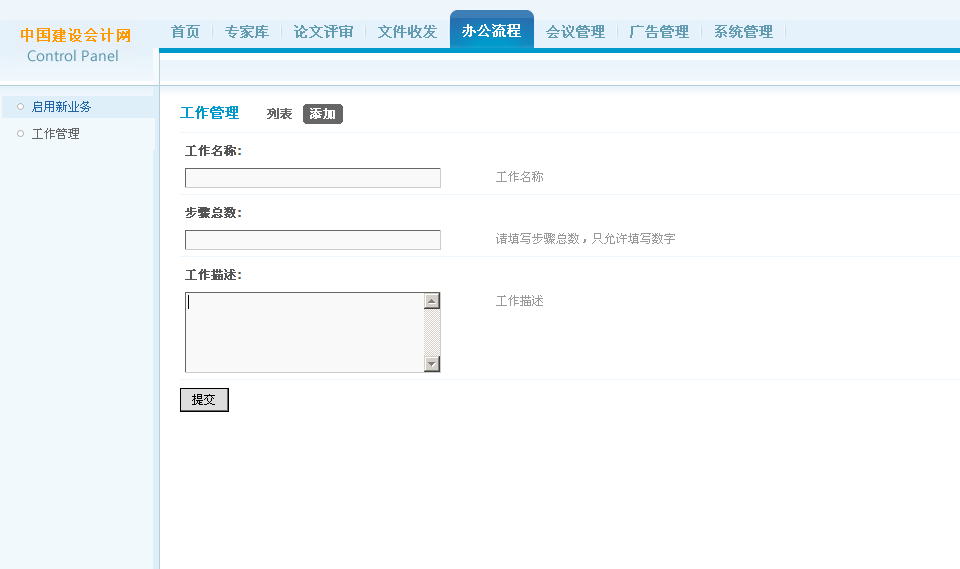 中国建设会计网
Control Panel
首页 专家库 论文评审 文件收发 办公流程 会议管理 广告管理 系统管理
启用新业务
工作管理
工作管理 列表 添加
工作名称:
工作名称
步骤总数:
请填写步骤总数，只允许填写数字
工作描述:
工作描述
提交